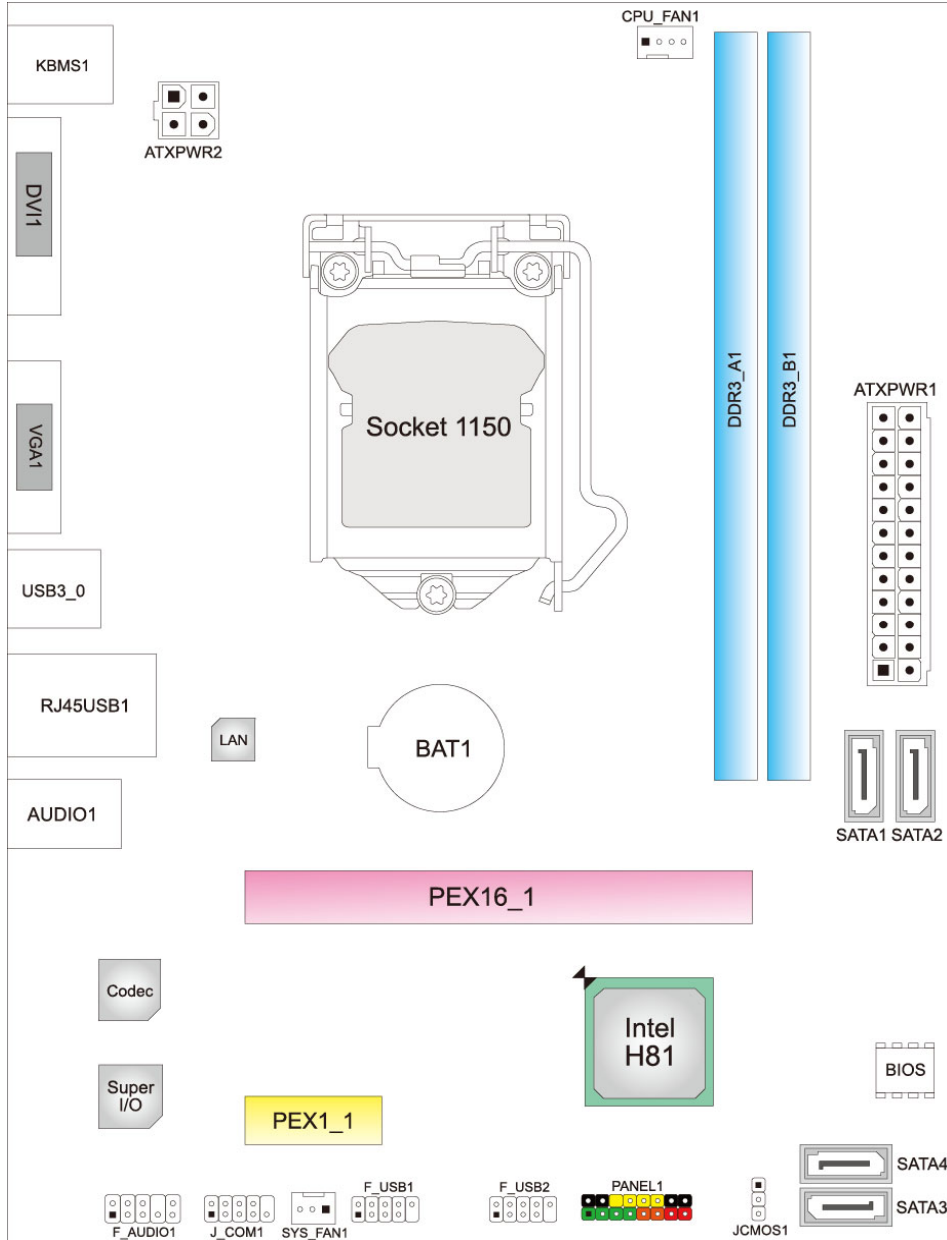 CPU_FAN1
KBMS1
ATXPWR2
DVI1
DDR3_A1
DDR3_B1
ATXPWR1
VGA1
Socket 1150
USB3_0
RJ45USB1
LAN
BAT1
AUDIO1
SATA1 SATA2
PEX16_1
Codec
Intel
H81
BIOS
Super
I/O
PEX1_1
SATA4
F_USB1
F_USB2
PANEL1
SATA3
F_AUDIO1
J_COM1
SYS_FAN1
JCMOS1